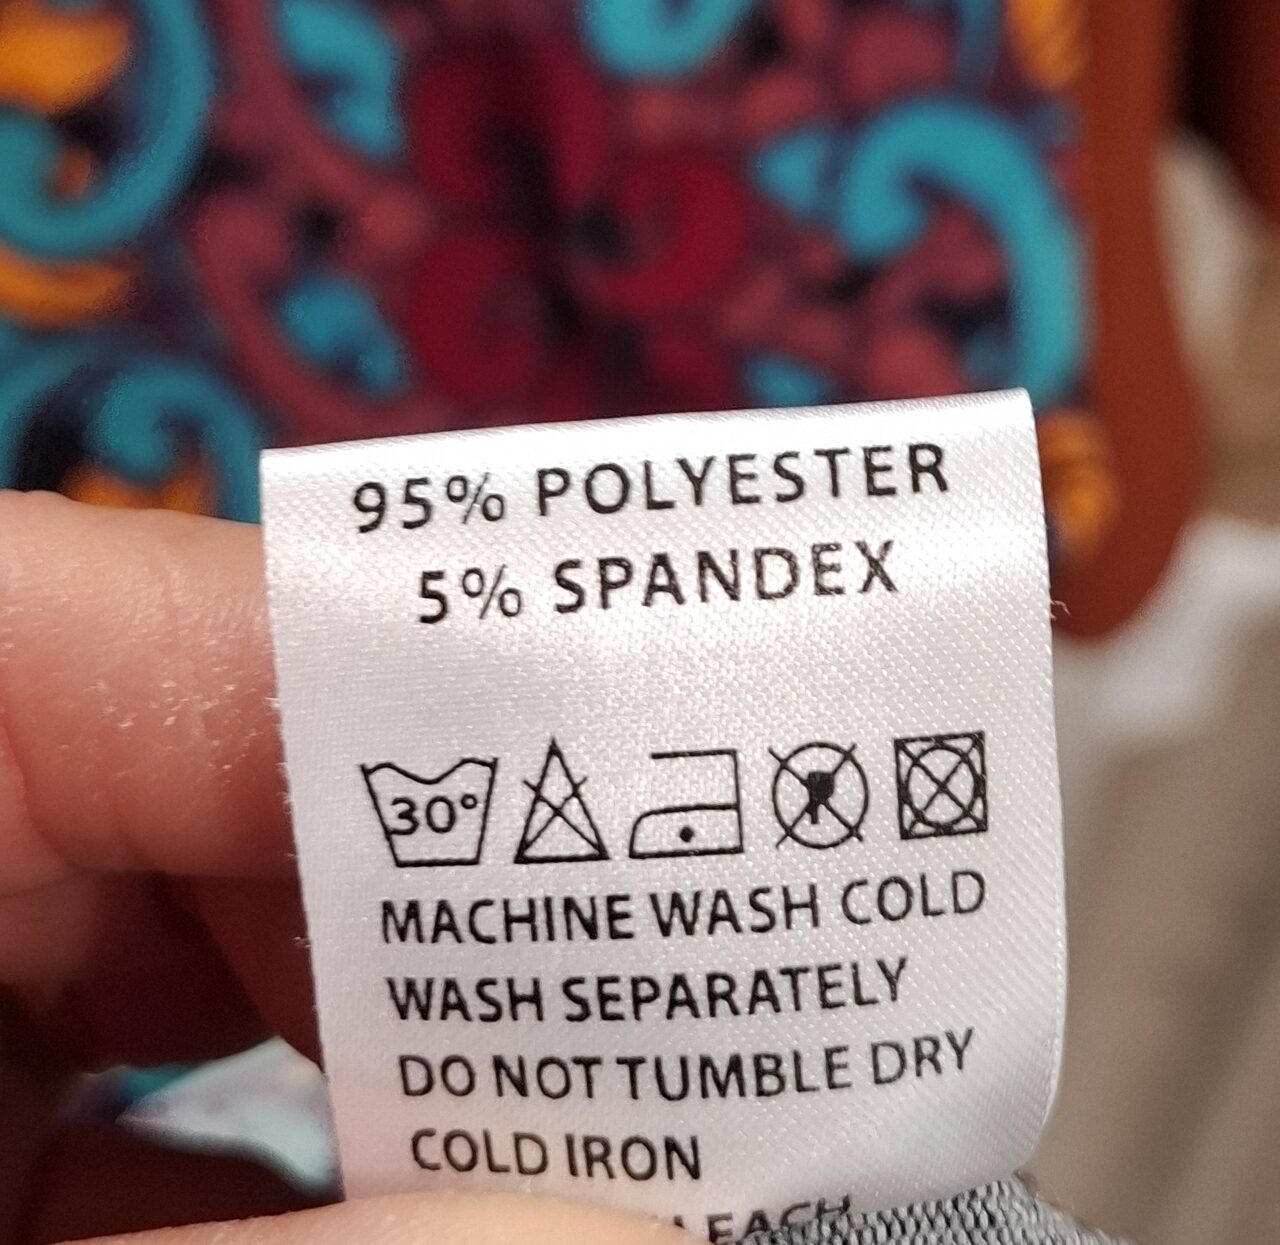 95% POLYESTER
5% SPANDEX
30°
MACHINE WASH COLD
WASH SEPARATELY
DO NOT TUMBLE DRY
COLD IRON